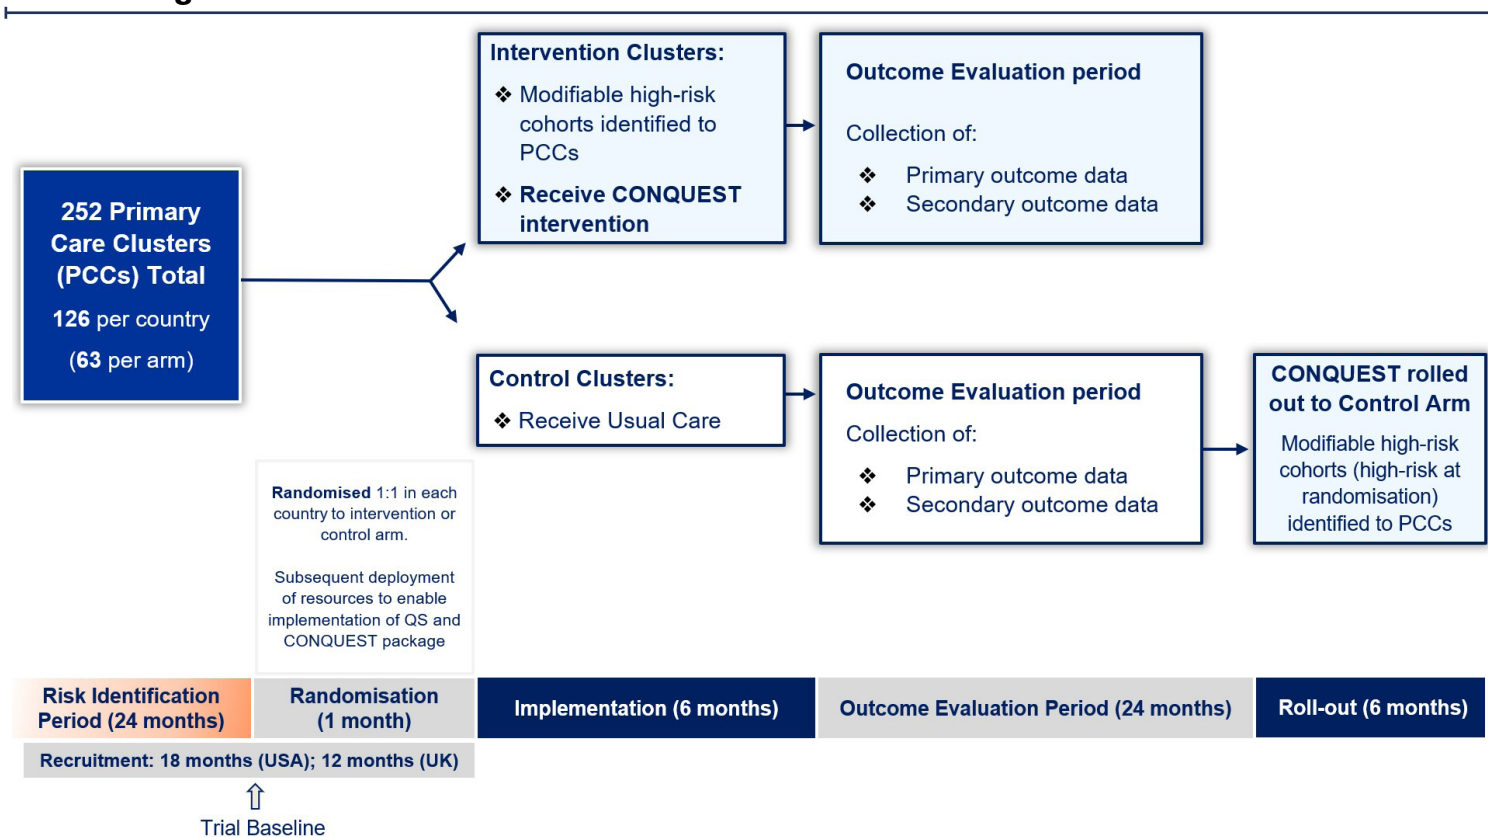 252 Primary
Care Clusters
(PCCs) Total
126 per country
(63 per arm)
Intervention Clusters:
❖ Modifiable high-risk
cohorts identified to
PCCs
❖ Receive CONQUEST
intervention
Outcome Evaluation period
Collection of:
❖ Primary outcome data
❖ Secondary outcome data
Control Clusters:
❖ Receive Usual Care
Outcome Evaluation period
Collection of:
❖ Primary outcome data
❖ Secondary outcome data
CONQUEST rolled
out to Control Arm
Modifiable high-risk
cohorts (high-risk at
randomisation)
identified to PCCs
Randomised 1:1 in each
country to intervention or
control arm.
Subsequent deployment
of resources to enable
implementation of QS and
CONQUEST package
Risk Identification
Period (24 months)
Randomisation
(1 month)
Implementation (6 months)
Outcome Evaluation Period (24 months)
Roll-out (6 months)
Recruitment: 18 months (USA); 12 months (UK)
Trial Baseline